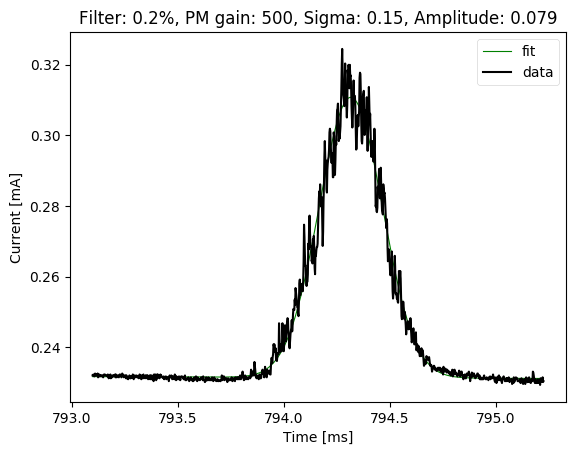 Filter: 0.2%, PM gain: 500, Sigma: 0.15, Amplitude: 0.079
fit
data
0.32
0.30
0.28
0.26
0.24
Current [mA]
793.0 793.5 794.0 794.5 795.0
Time [ms]